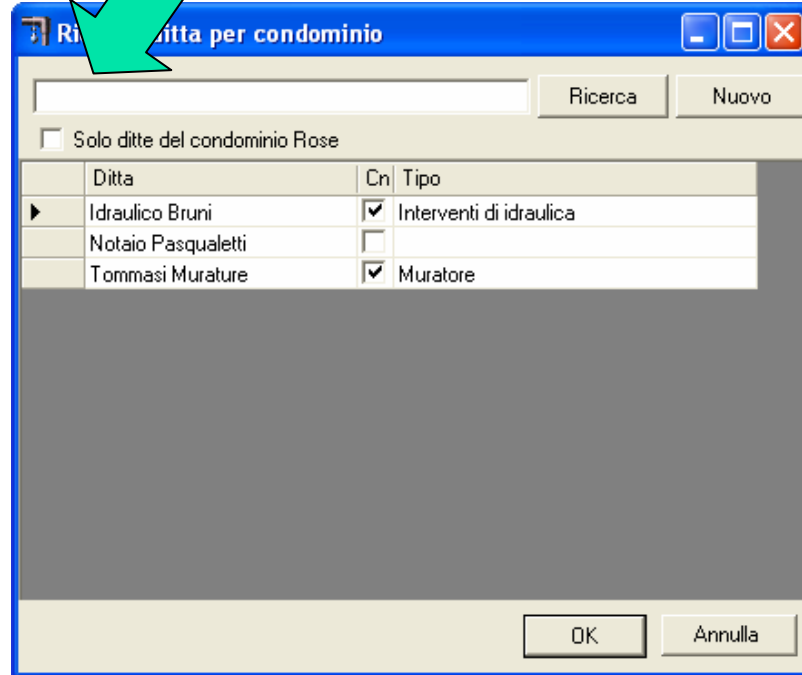 Ri itta per condominio
Ricerca Nuovo
Solo ditte del condominio Rose
Ditta Cn Tipo
Idraulico Bruni Interventi di idraulica
Notaio Pasqualetti
Tommasi Murature Muratore
OK Annulla